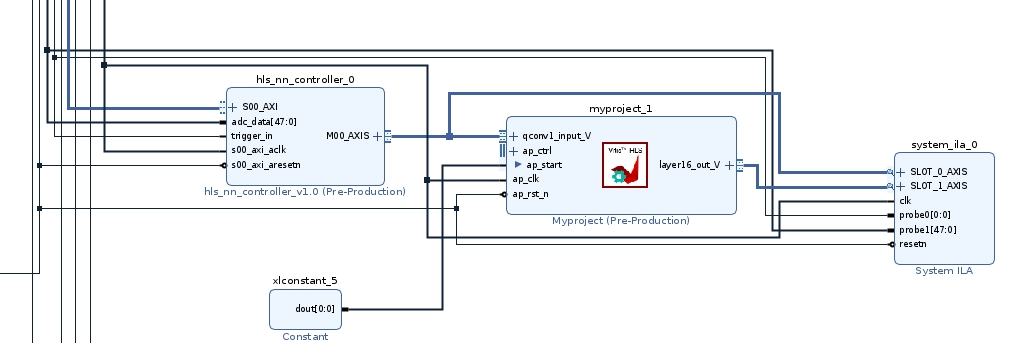 hls_nn_controller_0
S00_AXI
adc_data[47:0]
trigger_in
s00_axi_aclk
s00_axi_aresetn
M00_AXIS
hls_nn_controller_v1.0 (Pre-Production)
myproject_1
qconv1_input_V
ap_ctrl
ap_start
ap_clk
ap_rst_n
Vitis™ HLS
layer16_out_V
Myproject (Pre-Production)
system_ila_0
SLOT_0_AXIS
SLOT_1_AXIS
clk
probe0[0:0]
probe1[47:0]
resetn
System ILA
xlconstant_5
dout[0:0]
Constant